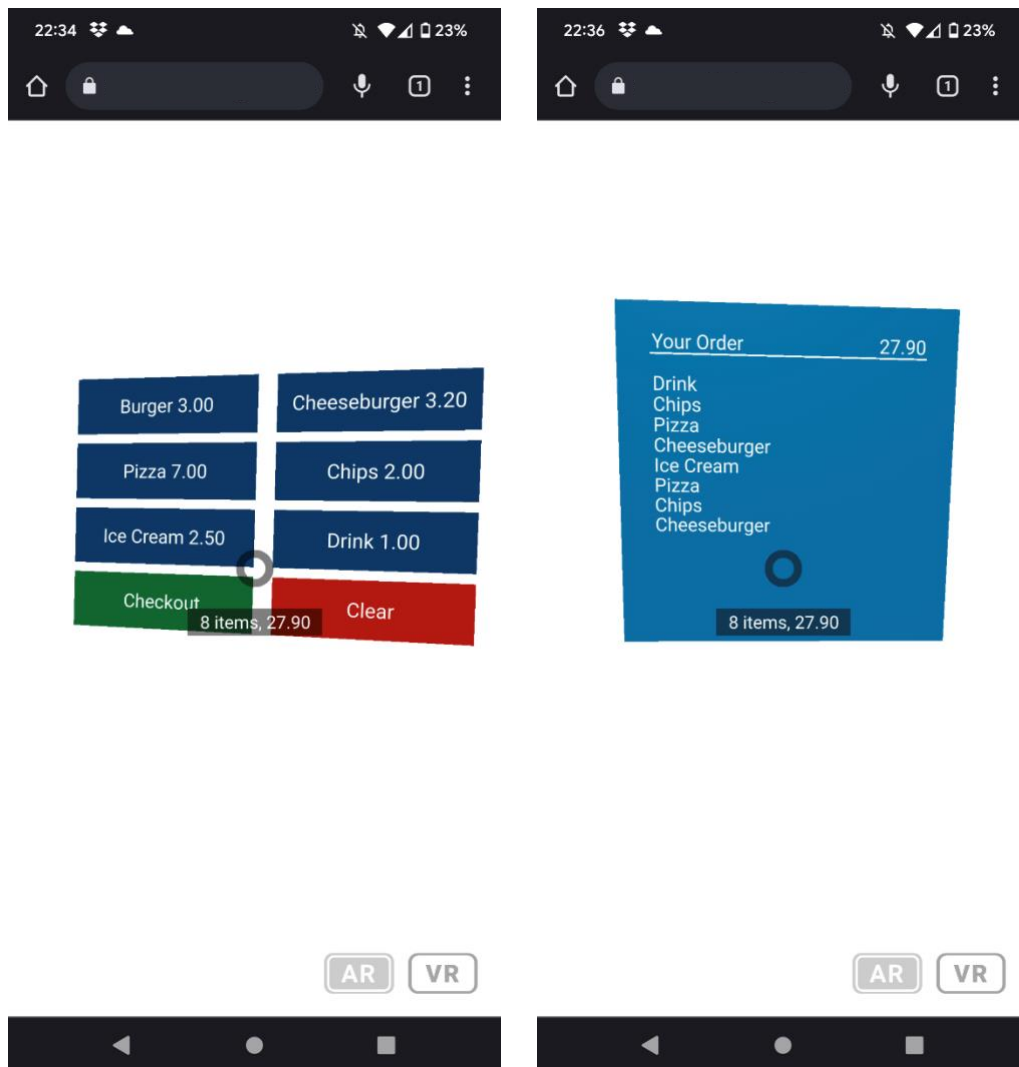 22:34
23%
1
Burger 3.00
Cheeseburger 3.20
Pizza 7.00
Chips 2.00
Ice Cream 2.50
Drink 1.00
Checkout
Clear
8 items, 27.90
AR
VR
22:36
23%
1
Your Order 27.90
Drink
Chips
Pizza
Cheeseburger
Ice Cream
Pizza
Chips
Cheeseburger
8 items, 27.90
AR
VR